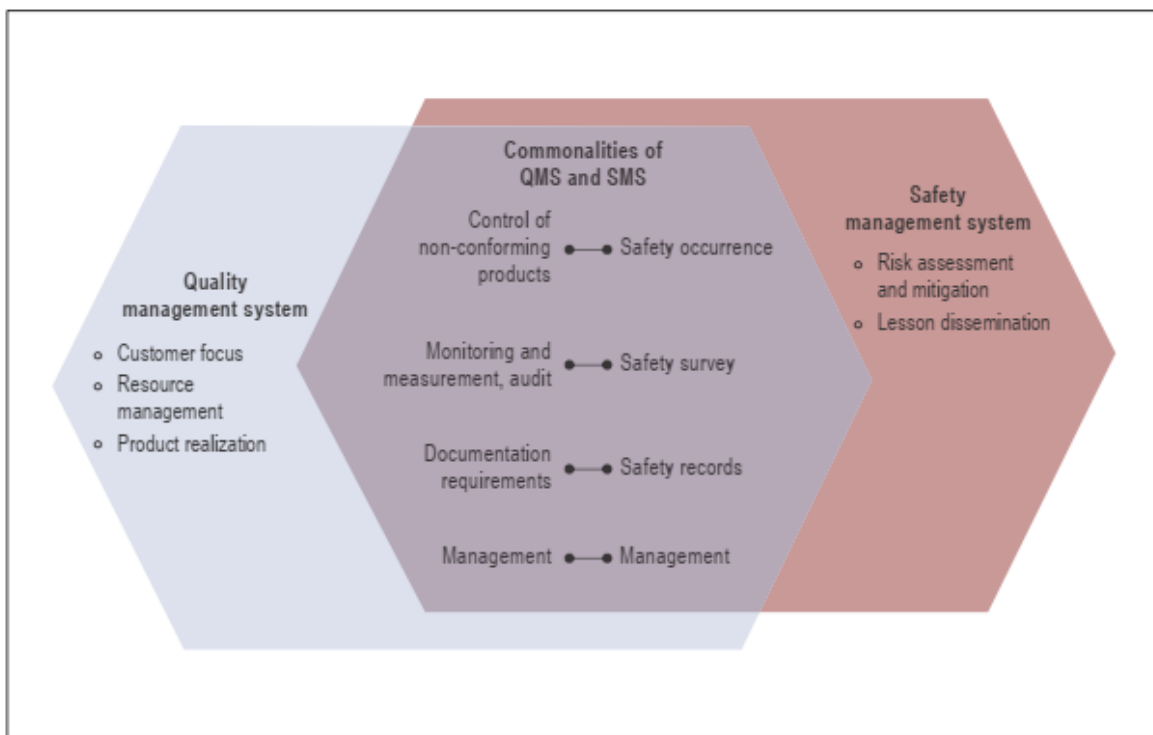 Commonalities of
QMS and SMS
Control of
non-conforming
products
Safety occurrence
Monitoring and
measurement, audit
Safety survey
Documentation
requirements
Safety records
Management
Management
Quality
management system
Customer focus
Resource
management
Product realization
Safety
management system
Risk assessment
and mitigation
Lesson dissemination